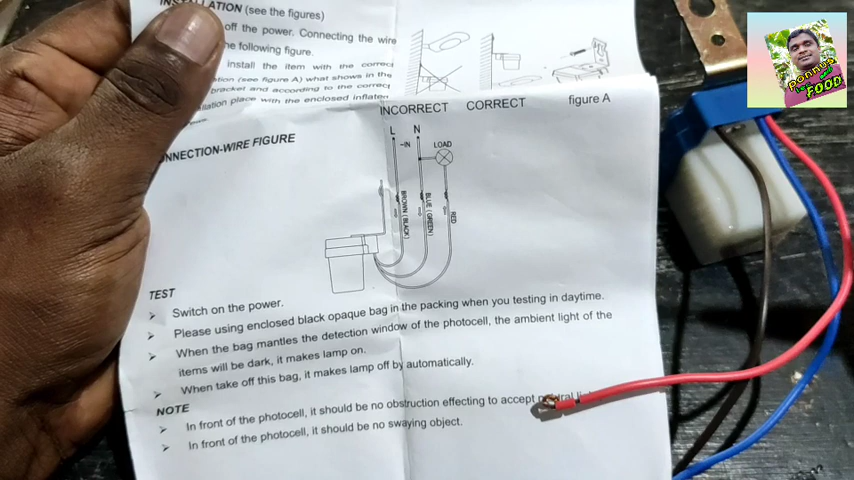 INSTALLATION (see the figures)
off the power. Connecting the wire
the following figure.
install the item with the correct
(see figure A) what shows in the
bracket and according to the correct
place with the enclosed
INCORRECT CORRECT figure A
CONNECTION-WIRE FIGURE
L N
-IN LOAD
BROWN (BLACK)
BLUE (GREEN)
RED
TEST
➢ Switch on the power.
➢ Please using enclosed black opaque bag in the packing when you testing in daytime.
➢ When the bag mantles the detection window of the photocell, the ambient light of the
items will be dark, it makes lamp on.
➢ When take off this bag, it makes lamp off by automatically.
NOTE
➢ In front of the photocell, it should be no obstruction effecting to accept
➢ In front of the photocell, it should be no swaying object.
Ponnus
FOOD